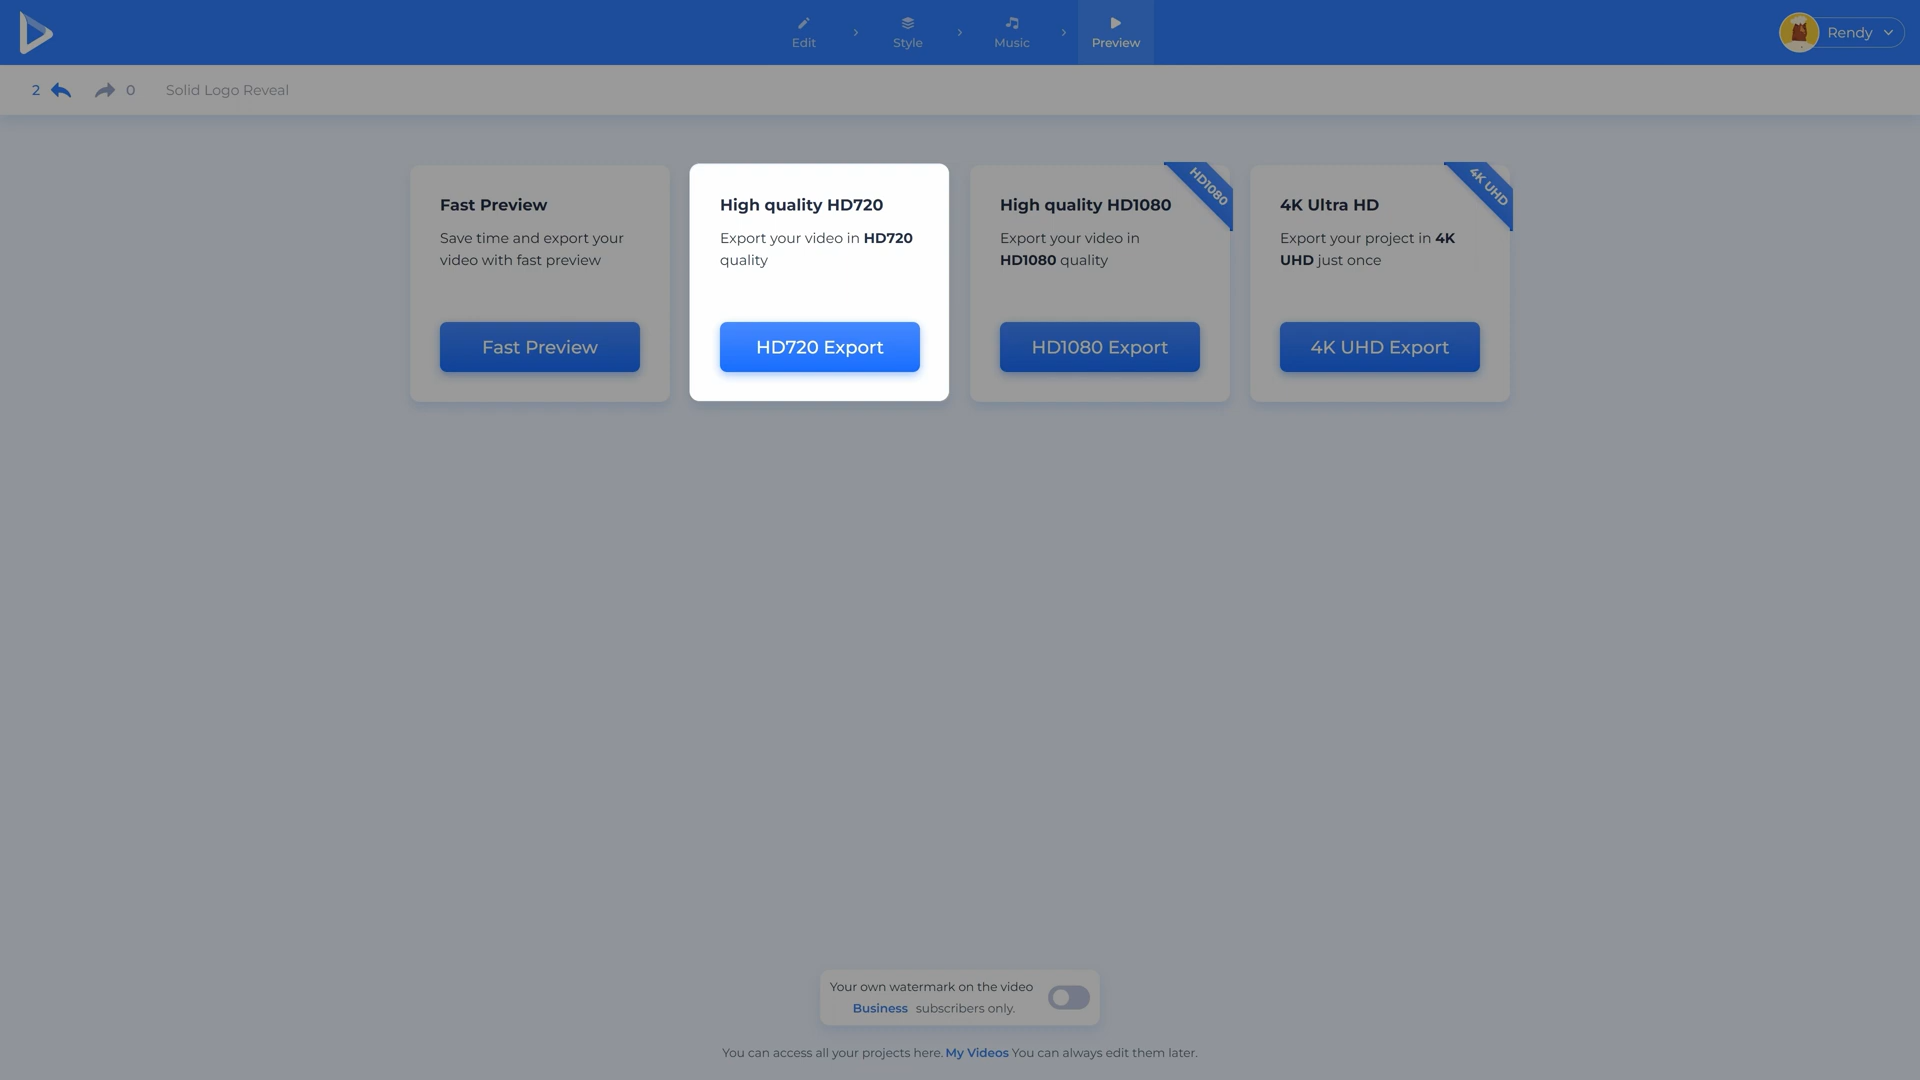 Edit
Style
Music
Preview
Rendy
2
0
Solid Logo Reveal
Fast Preview
Save time and export your
video with fast preview
Fast Preview
High quality HD720
Export your video in HD720
quality
HD720 Export
High quality HD1080
HD1080
Export your video in
HD1080 quality
HD1080 Export
4K Ultra HD
4K UHD
Export your project in 4K
UHD just once
4K UHD Export
Your own watermark on the video
Business subscribers only.
You can access all your projects here. My Videos You can always edit them later.